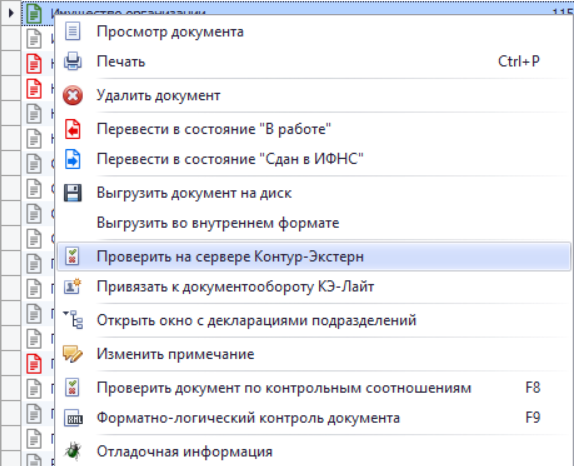 Имущество организации 115
Просмотр документа
Печать Ctrl+P
Удалить документ
Перевести в состояние "В работе"
Перевести в состояние "Сдан в ИФНС"
Выгрузить документ на диск
Выгрузить во внутреннем формате
Проверить на сервере Контур-Экстерн
Привязать к документообороту КЭ-Лайт
Открыть окно с декларациями подразделений
Изменить примечание
Проверить документ по контрольным соотношениям F8
Форматно-логический контроль документа F9
Отладочная информация